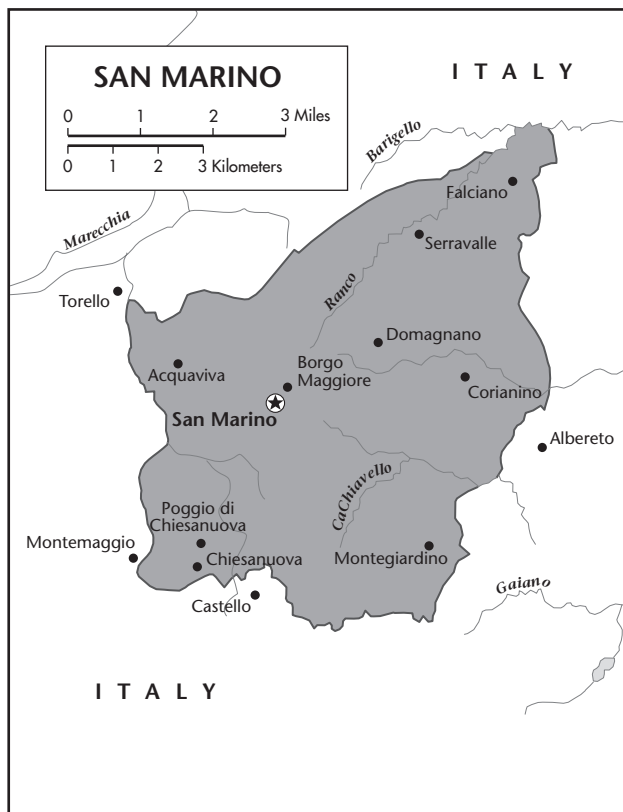 SAN MARINO
0 1 2 3 Miles
0 1 2 3 Kilometers
ITALY
Barigello
Falciano
Marecchia
Serravalle
Ranco
Torello
Domagnano
Acquaviva
Borgo
Maggiore
Corianino
San Marino
Albereto
CaChiavello
Poggio di
Chiesanuova
Montemaggio
Chiesanuova
Montegiardino
Castello
Gaiano
ITALY